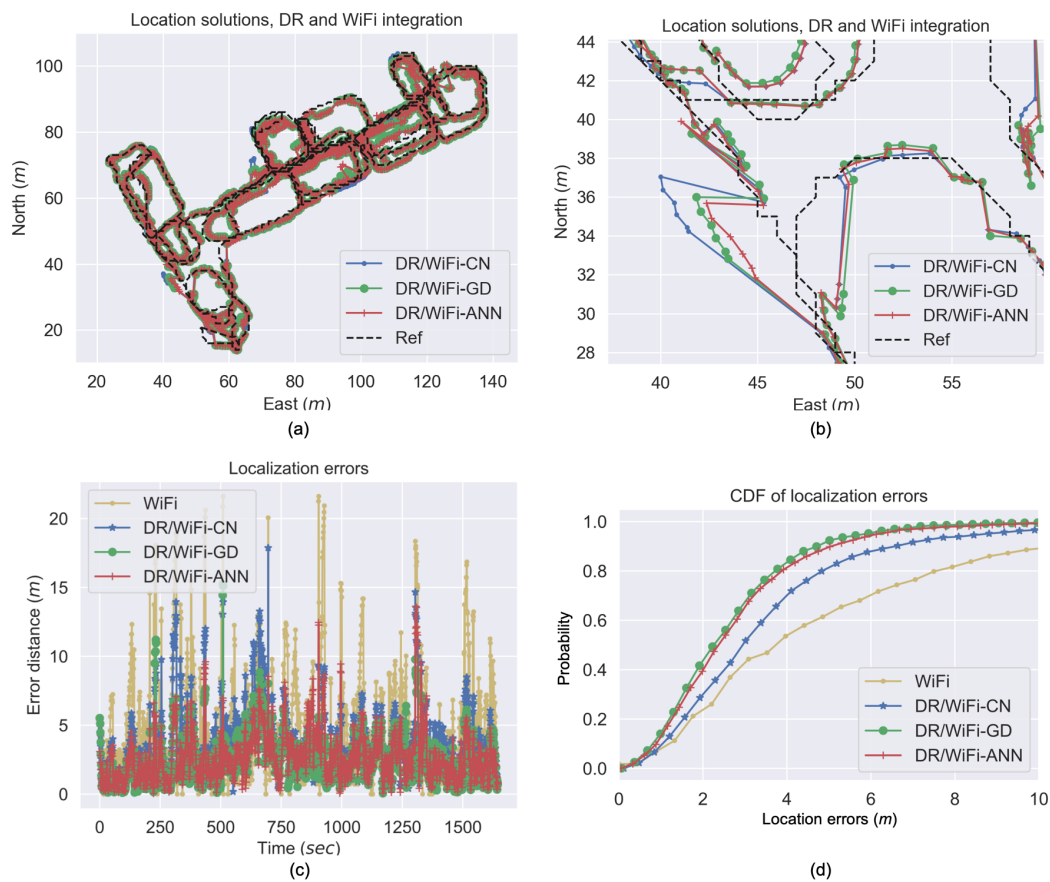 Location solutions, DR and WiFi integration
North (m)
100
80
60
40
20
DR/WiFi-CN
DR/WiFi-GD
DR/WiFi-ANN
Ref
20 40 60 80 100 120 140
East (m)
(a)
Location solutions, DR and WiFi integration
North (m)
44
42
40
38
36
34
32
30
28
DR/WiFi-CN
DR/WiFi-GD
DR/WiFi-ANN
Ref
40 45 50 55
East (m)
(b)
Localization errors
Error distance (m)
20
15
10
5
0
WiFi
DR/WiFi-CN
DR/WiFi-GD
DR/WiFi-ANN
0 250 500 750 1000 1250 1500
Time (sec)
(c)
CDF of localization errors
Probability
1.0
0.8
0.6
0.4
0.2
0.0
WiFi
DR/WiFi-CN
DR/WiFi-GD
DR/WiFi-ANN
0 2 4 6 8 10
Location errors (m)
(d)